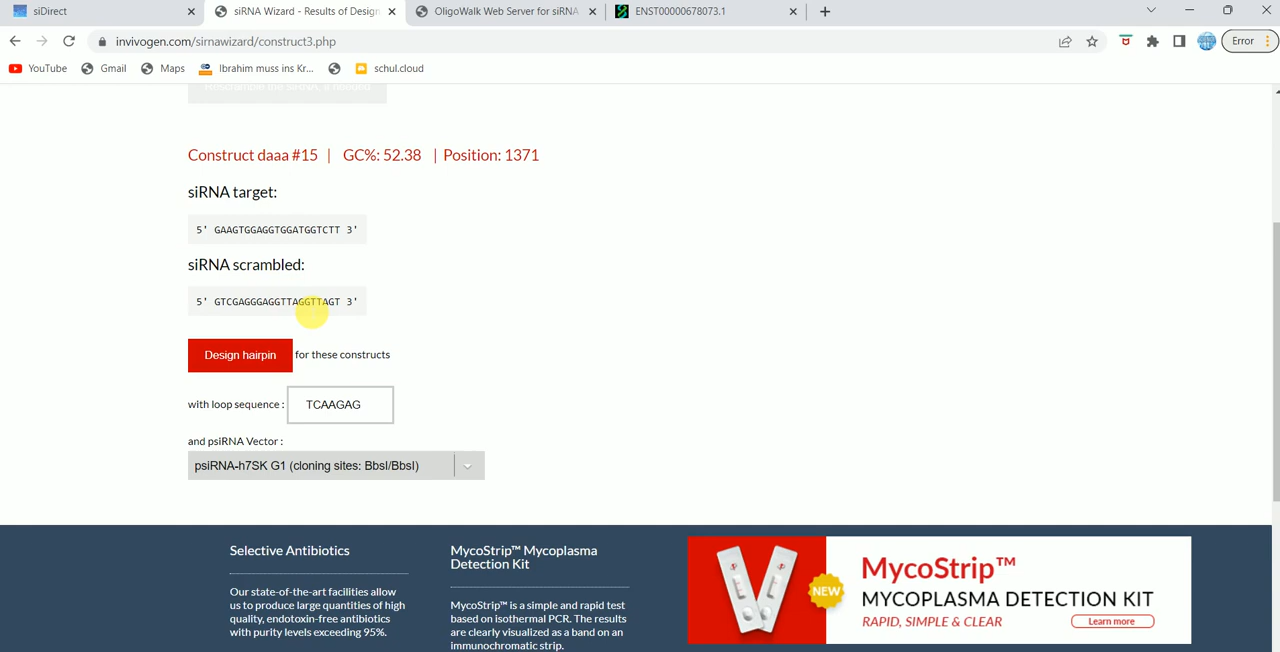 siDirect
siRNA Wizard - Results of Design
OligoWalk Web Server for siRNA
ENST00000678073.1
invivogen.com/sirnawizard/construct3.php
Error
YouTube
Gmail
Maps
Ibrahim muss ins Kr...
schul.cloud
Rescramble the siRNA, if needed
Construct daaa #15 | GC%: 52.38 | Position: 1371
siRNA target:
5' GAAGTGGAGGTGGATGGTCTT 3'
siRNA scrambled:
5' GTCGAGGGAGGTTAGGTTAGT 3'
Design hairpin for these constructs
with loop sequence : TCAAGAG
and psiRNA Vector :
psiRNA-h7SK G1 (cloning sites: BbsI/BbsI)
Selective Antibiotics
Our state-of-the-art facilities allow
us to produce large quantities of high
quality, endotoxin-free antibiotics
with purity levels exceeding 95%.
MycoStrip™ Mycoplasma
Detection Kit
MycoStrip™ is a simple and rapid test
based on isothermal PCR. The results
are clearly visualized as a band on an
immunochromatic strip.
NEW
MycoStrip™
MYCOPLASMA DETECTION KIT
RAPID, SIMPLE & CLEAR
Learn more